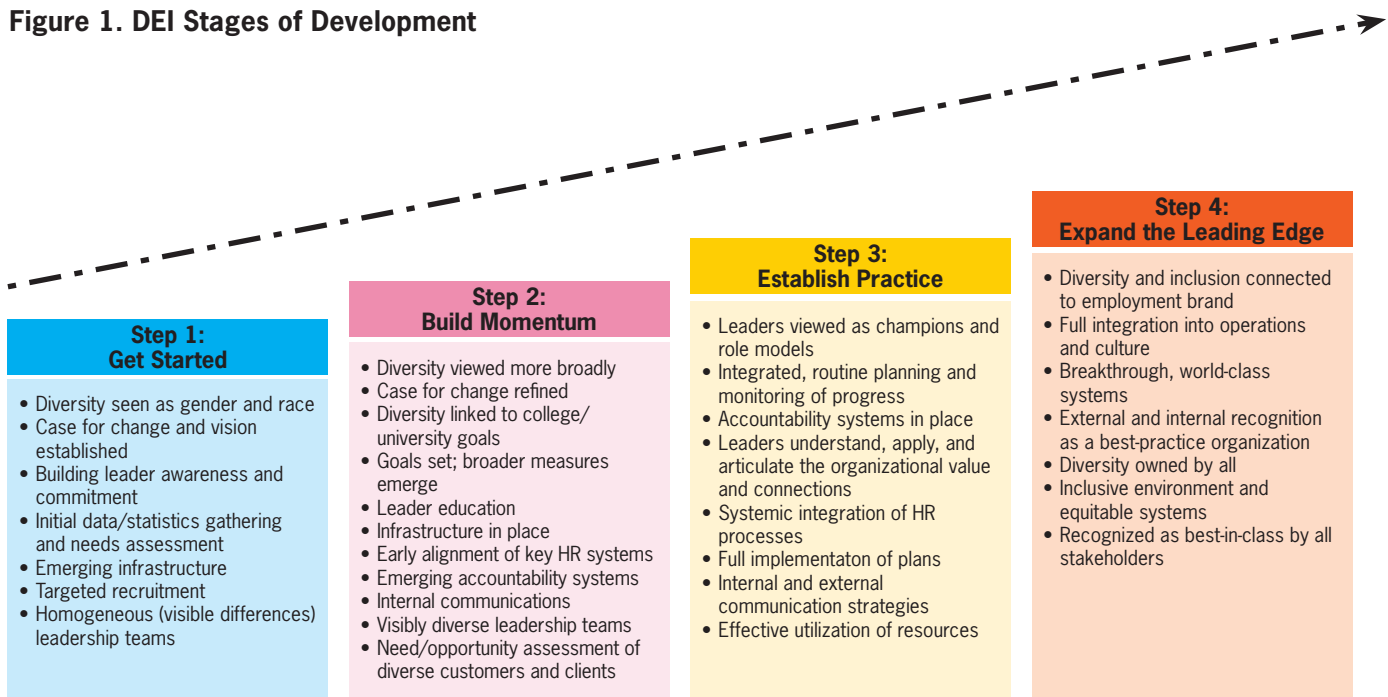 Figure 1. DEI Stages of Development
Step 1:
Get Started
• Diversity seen as gender and race
• Case for change and vision
established
• Building leader awareness and
commitment
• Initial data/statistics gathering
and needs assessment
• Emerging infrastructure
• Targeted recruitment
• Homogeneous (visible differences)
leadership teams
Step 2:
Build Momentum
• Diversity viewed more broadly
• Case for change refined
• Diversity linked to college/
university goals
• Goals set; broader measures
emerge
• Leader education
• Infrastructure in place
• Early alignment of key HR systems
• Emerging accountability systems
• Internal communications
• Visibly diverse leadership teams
• Need/opportunity assessment of
diverse customers and clients
Step 3:
Establish Practice
• Leaders viewed as champions and
role models
• Integrated, routine planning and
monitoring of progress
• Accountability systems in place
• Leaders understand, apply, and
articulate the organizational value
and connections
• Systemic integration of HR
processes
• Full implementaton of plans
• Internal and external
communication strategies
• Effective utilization of resources
Step 4:
Expand the Leading Edge
• Diversity and inclusion connected
to employment brand
• Full integration into operations
and culture
• Breakthrough, world-class
systems
• External and internal recognition
as a best-practice organization
• Diversity owned by all
• Inclusive environment and
equitable systems
• Recognized as best-in-class by all
stakeholders